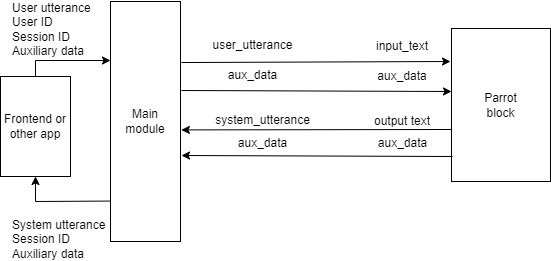 User utterance
User ID
Session ID
Auxiliary data
Frontend or
other app
Main
module
user_utterance input_text
aux_data aux_data
system_utterance output text
aux_data aux_data
Parrot
block
System utterance
Session ID
Auxiliary data